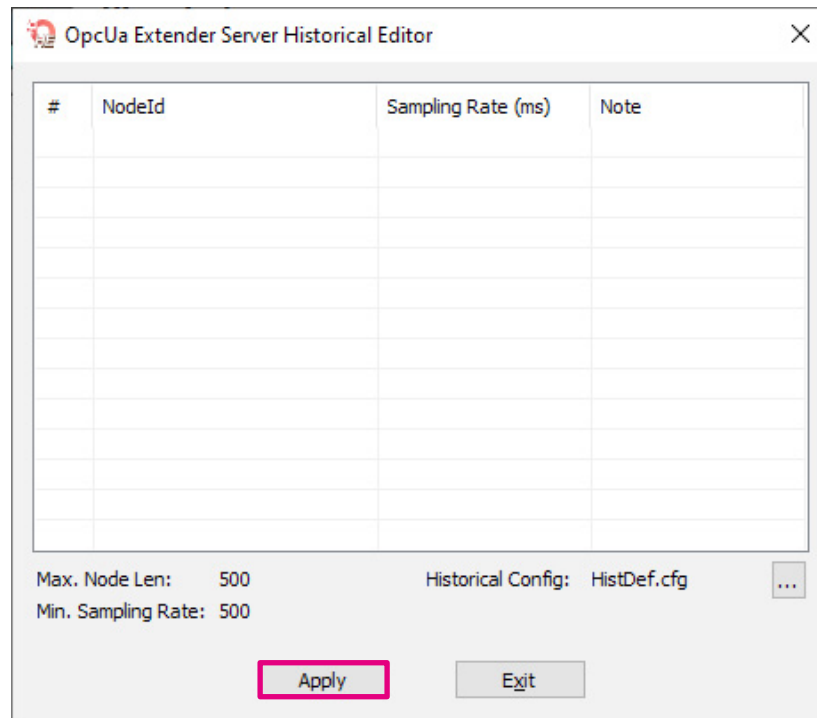 OpcUa Extender Server Historical Editor
# NodeId Sampling Rate (ms) Note
Max. Node Len: 500 Historical Config: HistDef.cfg ...
Min. Sampling Rate: 500
Apply Exit